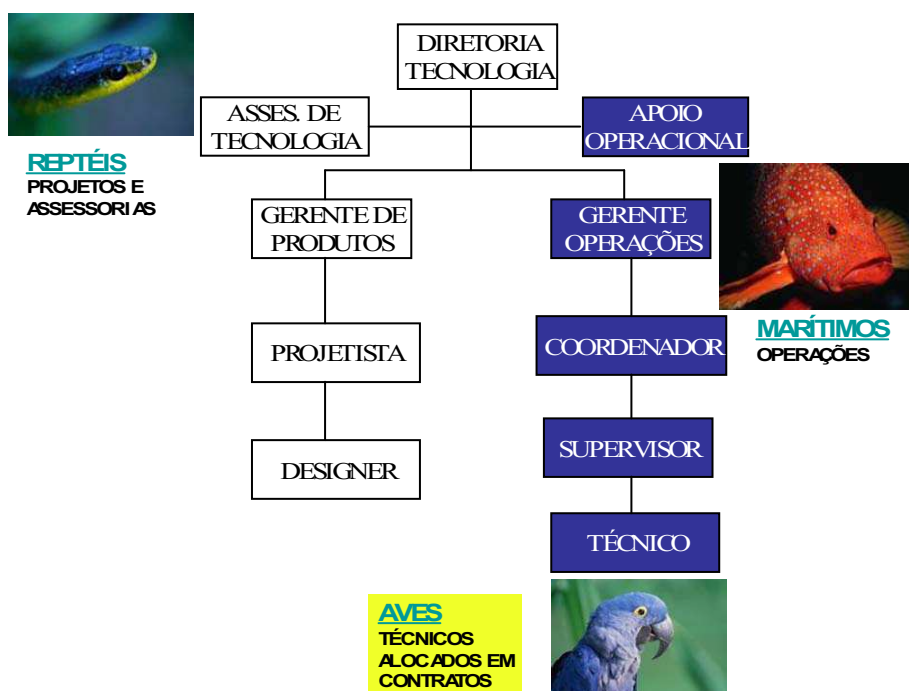 DIRETORIA
TECNOLOGIA
ASSES. DE
TECNOLOGIA
APOIO
OPERACIONAL
REPTÉIS
PROJETOS E
ASSESSORIAS
GERENTE DE
PRODUTOS
GERENTE
OPERAÇÕES
MARÍTIMOS
OPERAÇÕES
PROJETISTA
COORDENADOR
DESIGNER
SUPERVISOR
TÉCNICO
AVES
TÉCNICOS
ALOCADOS EM
CONTRATOS